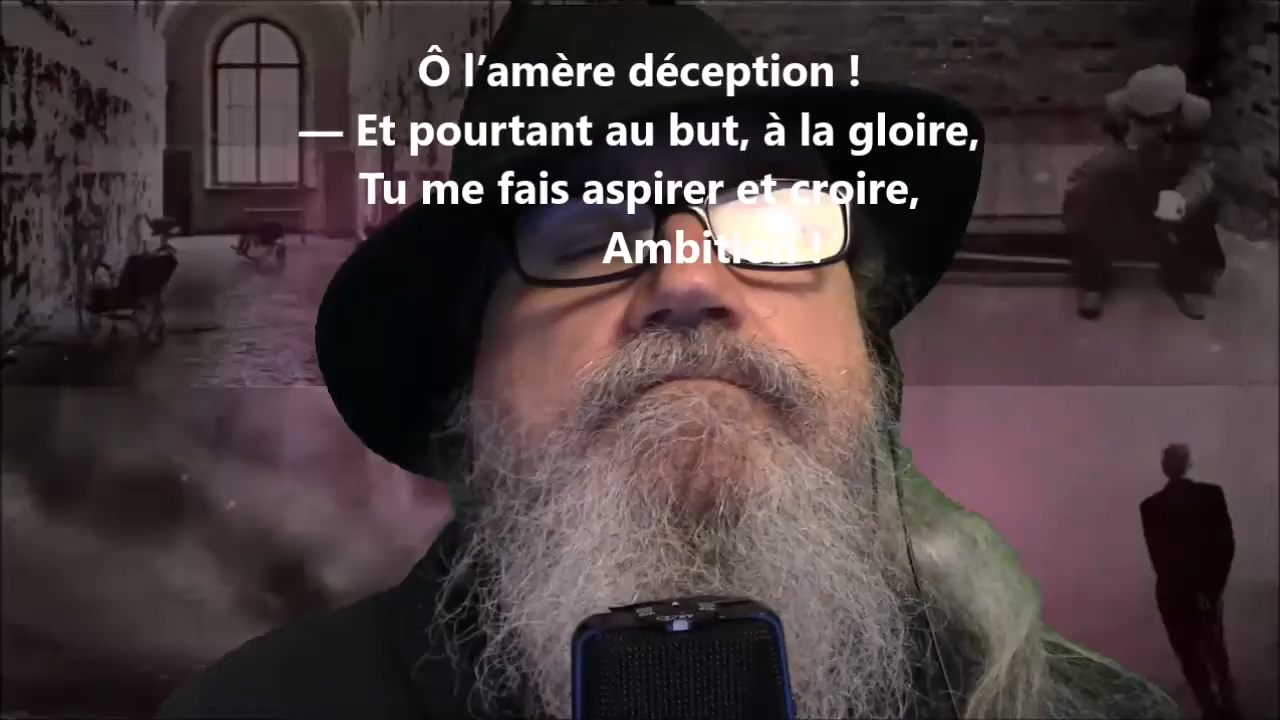 Ô l’amère déception !
— Et pourtant au but, à la gloire,
Tu me fais aspirer et croire,
Ambition !